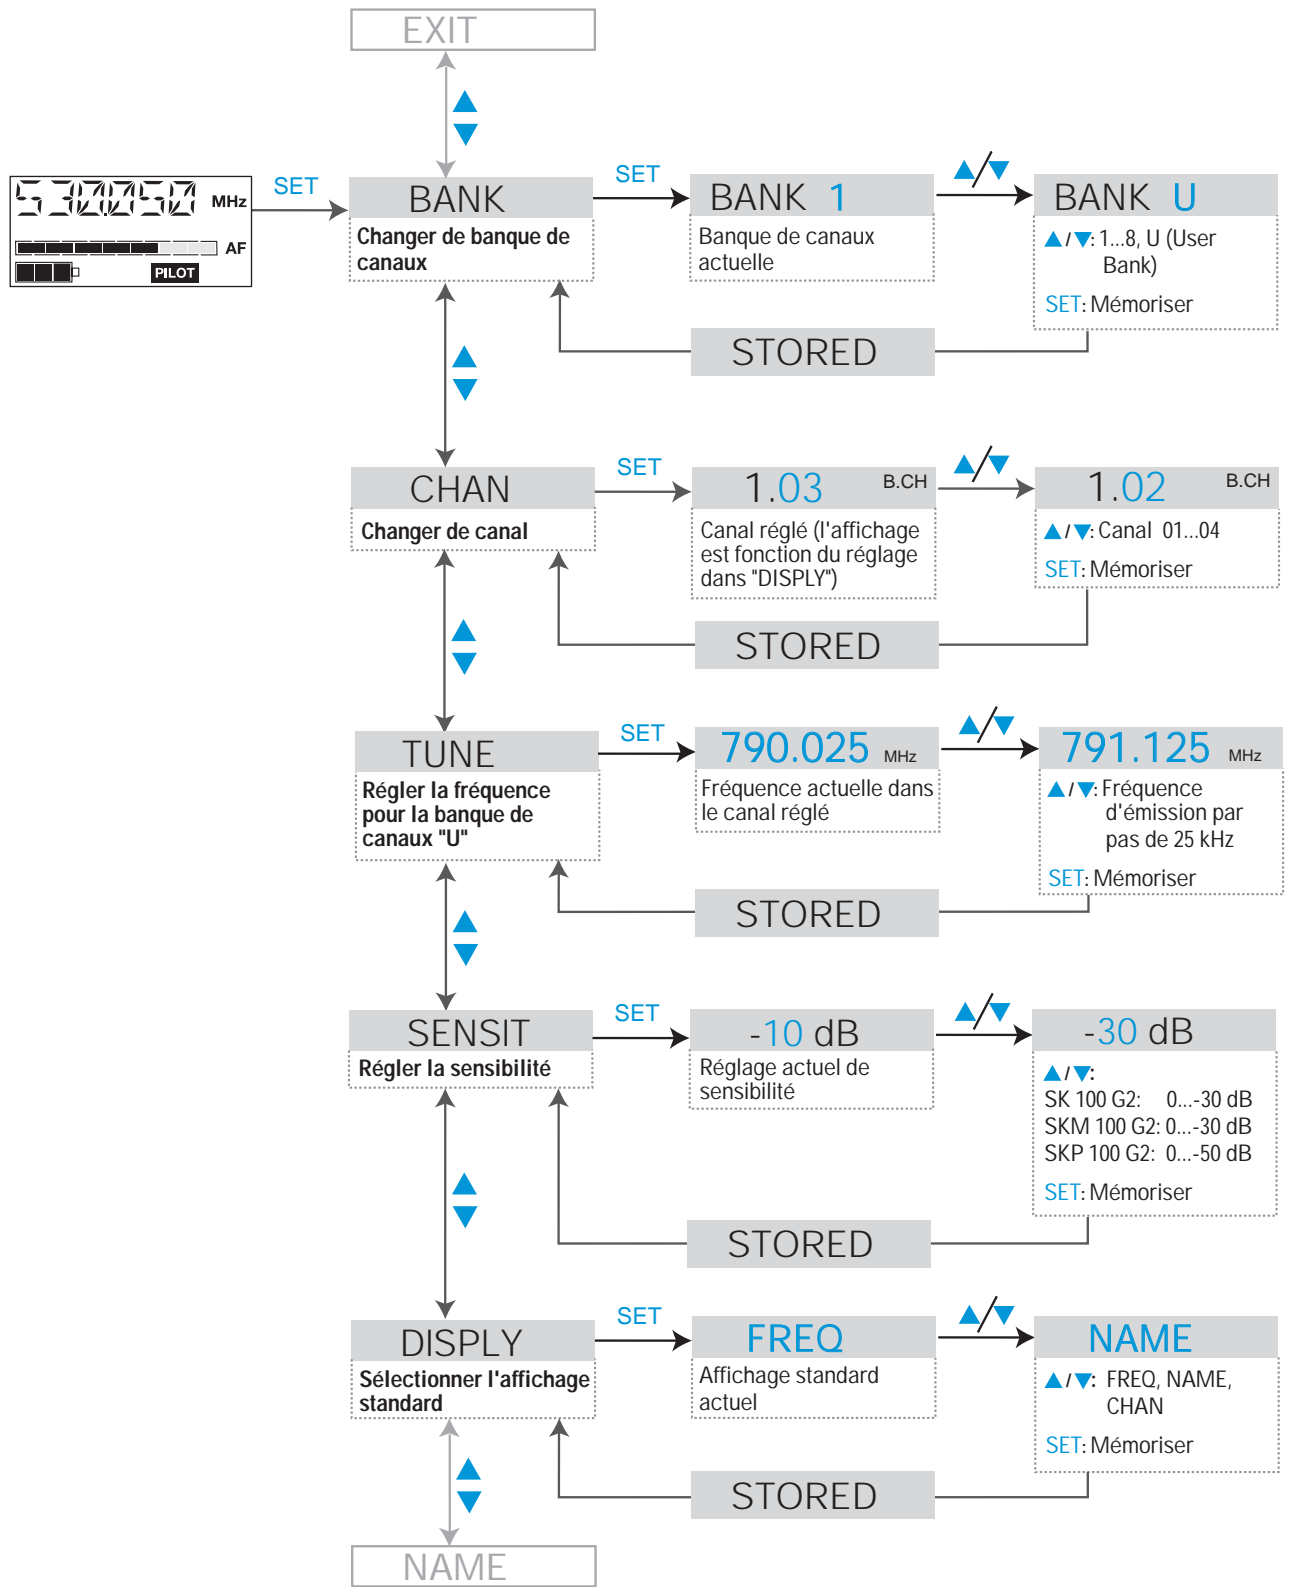 EXIT
530.050 MHz
AF
PILOT
SET
BANK
Changer de banque de
canaux
SET
BANK 1
Banque de canaux
actuelle
▲/▼
BANK U
▲/▼: 1...8, U (User
Bank)
SET: Mémoriser
STORED
CHAN
Changer de canal
SET
1.03 B.CH
Canal réglé (l'affichage
est fonction du réglage
dans "DISPLY")
▲/▼
1.02 B.CH
▲/▼: Canal 01...04
SET: Mémoriser
STORED
TUNE
Régler la fréquence
pour la banque de
canaux "U"
SET
790.025 MHz
Fréquence actuelle dans
le canal réglé
▲/▼
791.125 MHz
▲/▼: Fréquence
d'émission par
pas de 25 kHz
SET: Mémoriser
STORED
SENSIT
Régler la sensibilité
SET
-10 dB
Réglage actuel de
sensibilité
▲/▼
-30 dB
▲/▼:
SK 100 G2: 0...-30 dB
SKM 100 G2: 0...-30 dB
SKP 100 G2: 0...-50 dB
SET: Mémoriser
STORED
DISPLY
Sélectionner l'affichage
standard
SET
FREQ
Affichage standard
actuel
▲/▼
NAME
▲/▼: FREQ, NAME,
CHAN
SET: Mémoriser
STORED
NAME